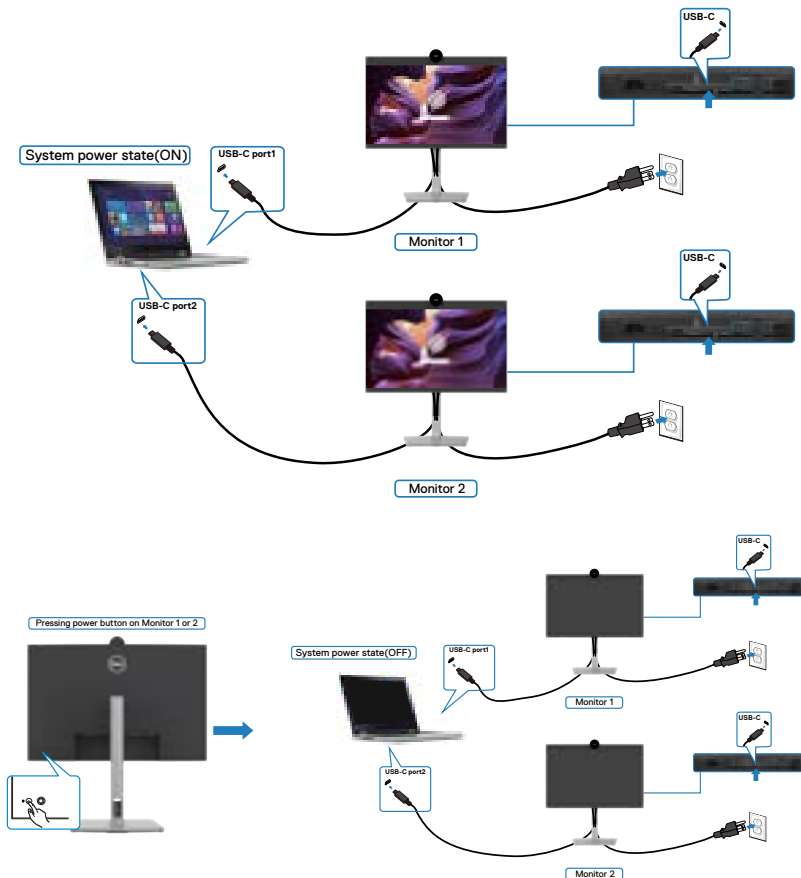 USB-C
System power state(ON)
USB-C port1
Monitor 1
USB-C
USB-C port2
Monitor 2
USB-C
Pressing power button on Monitor 1 or 2
System power state(OFF)
USB-C port1
Monitor 1
USB-C
USB-C port2
Monitor 2